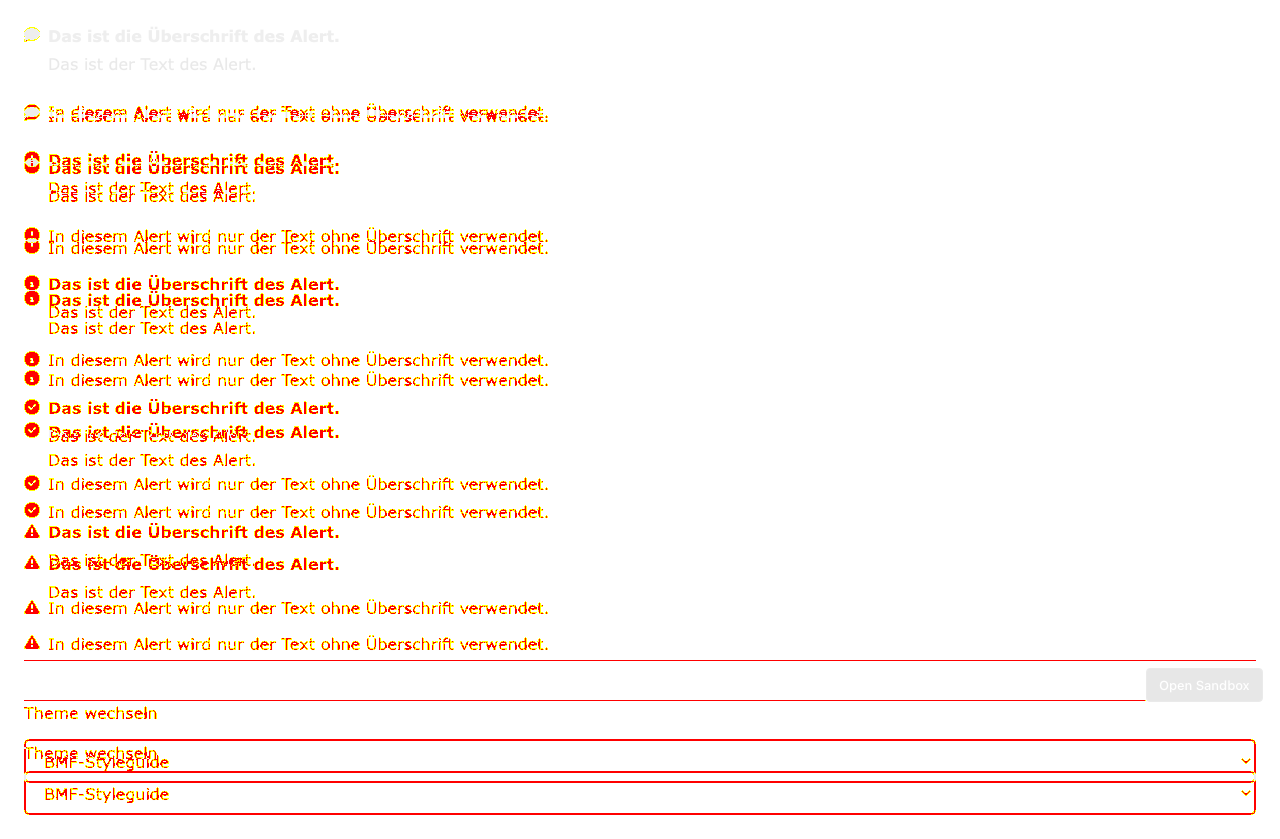 Das ist die Überschrift des Alert.
Das ist der Text des Alert.
In diesem Alert wird nur der Text ohne Überschrift verwendet.
In diesem Alert wird nur der Text ohne Überschrift verwendet.
Das ist die Überschrift des Alert.
Das ist die Überschrift des Alert.
Das ist der Text des Alert.
Das ist der Text des Alert.
In diesem Alert wird nur der Text ohne Überschrift verwendet.
In diesem Alert wird nur der Text ohne Überschrift verwendet.
Das ist die Überschrift des Alert.
Das ist die Überschrift des Alert.
Das ist der Text des Alert.
Das ist der Text des Alert.
In diesem Alert wird nur der Text ohne Überschrift verwendet.
In diesem Alert wird nur der Text ohne Überschrift verwendet.
Das ist die Überschrift des Alert.
Das ist die Überschrift des Alert.
Das ist der Text des Alert.
Das ist der Text des Alert.
In diesem Alert wird nur der Text ohne Überschrift verwendet.
In diesem Alert wird nur der Text ohne Überschrift verwendet.
Das ist die Überschrift des Alert.
Das ist der Text des Alert.
Das ist die Überschrift des Alert.
Das ist der Text des Alert.
In diesem Alert wird nur der Text ohne Überschrift verwendet.
In diesem Alert wird nur der Text ohne Überschrift verwendet.
Open Sandbox
Theme wechseln
Theme wechseln
BMF-Styleguide
BMF-Styleguide